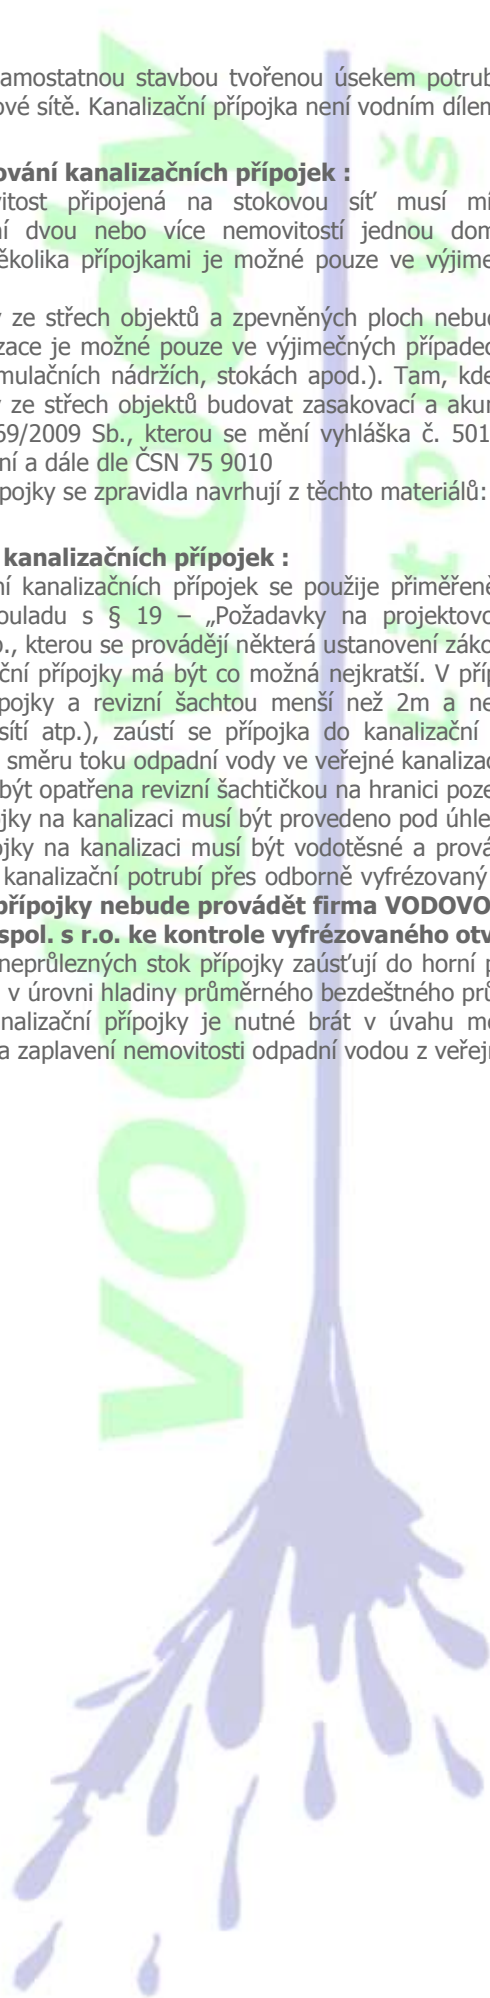 amostatnou stavbou tvořenou úsekem potrub
ové sítě. Kanalizační přípojka není vodním dílem
ování kanalizačních přípojek :
vitost připojená na stokovou síť musí mí
ní dvou nebo více nemovitostí jednou dom
ěkolika přípojkami je možné pouze ve výjime
ze střech objektů a zpevněných ploch nebud
zace je možné pouze ve výjimečných případec
mulačních nádržích, stokách apod.). Tam, kde
ze střech objektů budovat zasakovací a akur
69/2009 Sb., kterou se mění vyhláška č. 501
ní a dále dle ČSN 75 9010
pojky se zpravidla navrhují z těchto materiálů:
kanalizačních přípojek :
ní kanalizačních přípojek se použije přiměřeně
ouladu s § 19 – „Požadavky na projektovo
o., kterou se provádějí některá ustanovení záko
ční přípojky má být co možná nejkratší. V příp
pojky a revizní šachtou menší než 2m a ne
sítí atp.), zaústí se přípojka do kanalizační
směru toku odpadní vody ve veřejné kanalizac
být opatřena revizní šachtičkou na hranici poze
jky na kanalizaci musí být provedeno pod úhle
ojky na kanalizaci musí být vodotěsné a prová
kanalizační potrubí přes odborně vyfrézovaný
přípojky nebude provádět firma VODOVO
spol. s r.o. ke kontrole vyfrézovaného otv
neprůlezných stok přípojky zaúsťují do horní p
v úrovni hladiny průměrného bezdeštného prů
nalizační přípojky je nutné brát v úvahu mo
a zaplavení nemovitosti odpadní vodou z veřejn
vodovody
Litomyšl